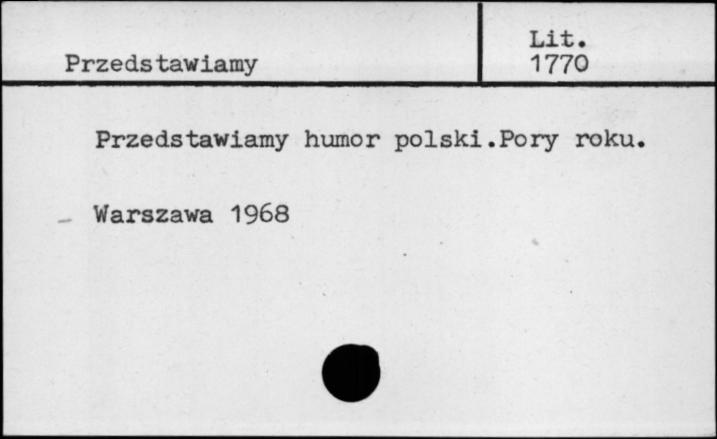 Lit.
Przedstawiamy 1770
Przedstawiamy humor polski.Pory roku.
Warszawa 1968